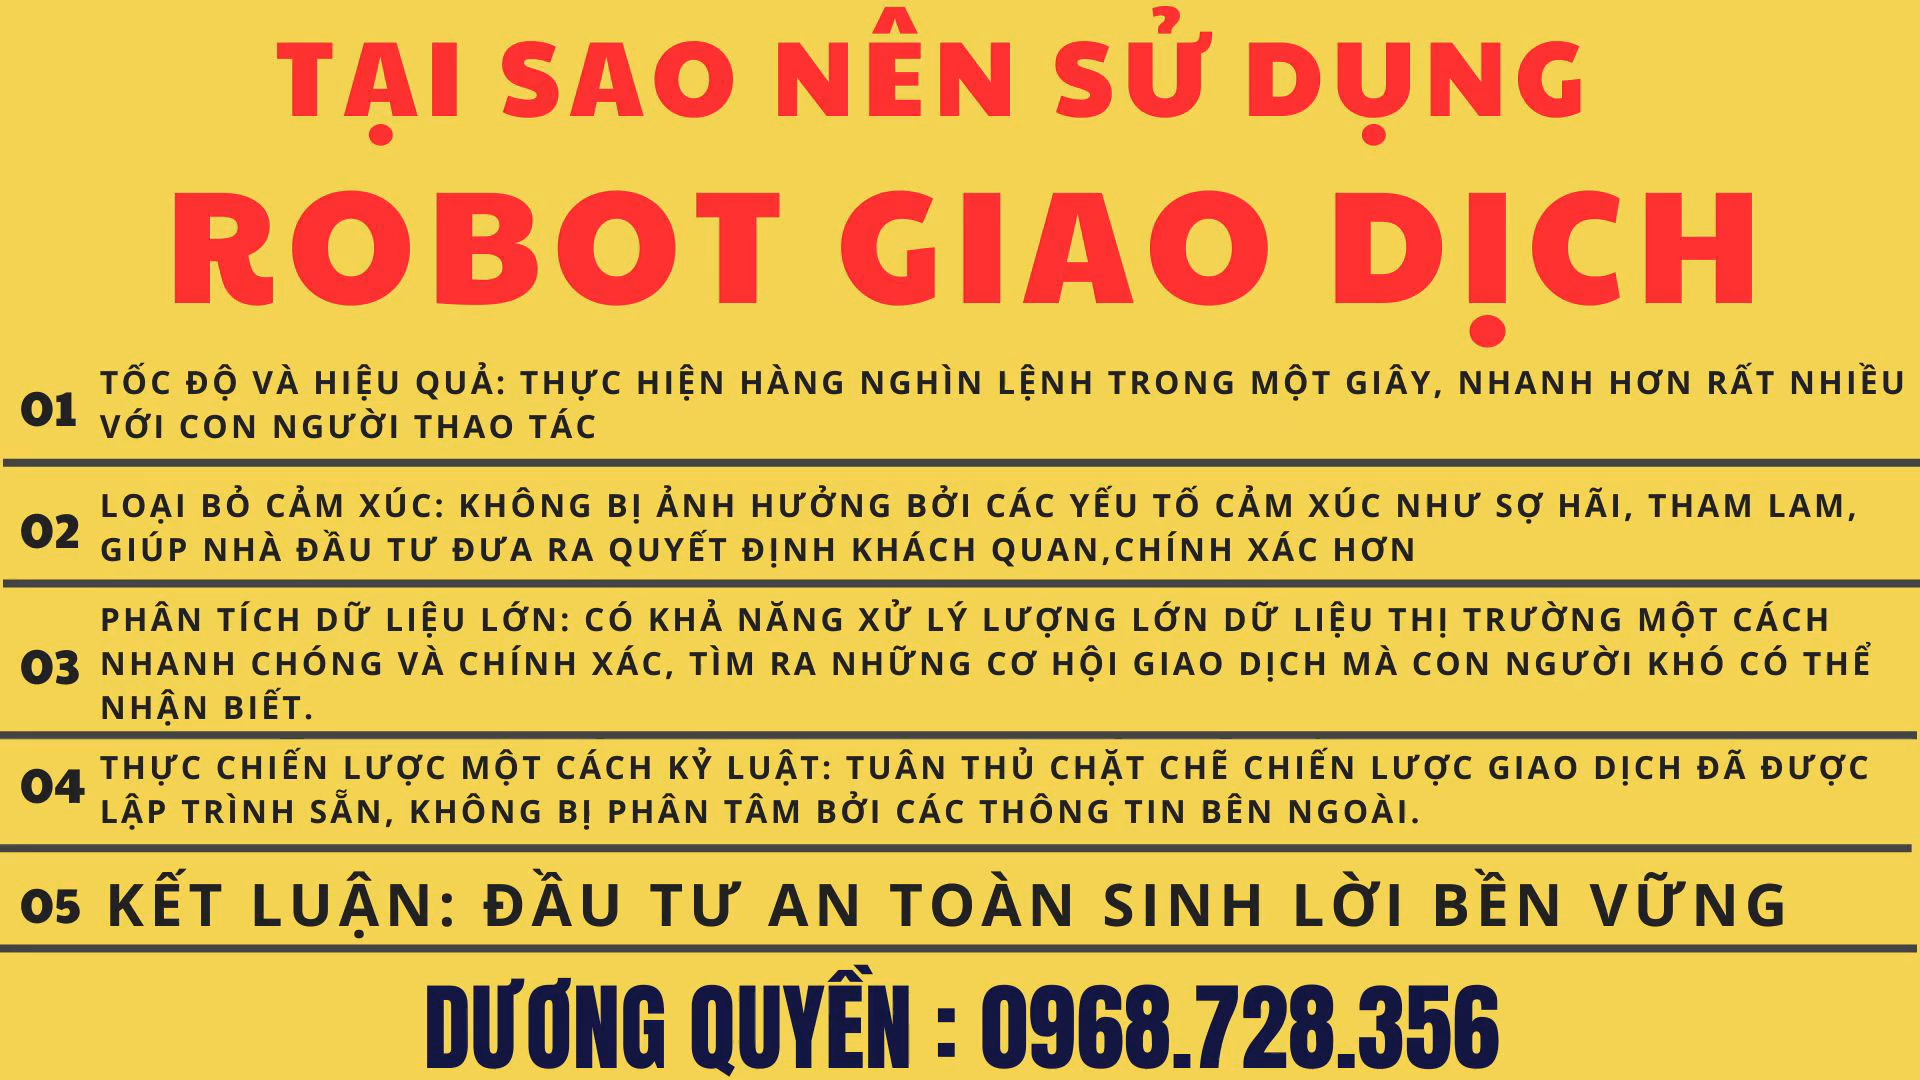 TẠI SAO NÊN SỬ DỤNG
ROBOT GIAO DỊCH
01 TỐC ĐỘ VÀ HIỆU QUẢ: THỰC HIỆN HÀNG NGHÌN LỆNH TRONG MỘT GIÂY, NHANH HƠN RẤT NHIỀU
VỚI CON NGƯỜI THAO TÁC
02 LOẠI BỎ CẢM XÚC: KHÔNG BỊ ẢNH HƯỞNG BỞI CÁC YẾU TỐ CẢM XÚC NHƯ SỢ HÃI, THAM LAM,
GIÚP NHÀ ĐẦU TƯ ĐƯA RA QUYẾT ĐỊNH KHÁCH QUAN,CHÍNH XÁC HƠN
PHÂN TÍCH DỮ LIỆU LỚN: CÓ KHẢ NĂNG XỬ LÝ LƯỢNG LỚN DỮ LIỆU THỊ TRƯỜNG MỘT CÁCH
03 NHANH CHÓNG VÀ CHÍNH XÁC, TÌM RA NHỮNG CƠ HỘI GIAO DỊCH MÀ CON NGƯỜI KHÓ CÓ THỂ
NHẬN BIẾT.
04 THỰC CHIẾN LƯỢC MỘT CÁCH KỶ LUẬT: TUÂN THỦ CHẶT CHẼ CHIẾN LƯỢC GIAO DỊCH ĐÃ ĐƯỢC
LẬP TRÌNH SẴN, KHÔNG BỊ PHÂN TÂM BỞI CÁC THÔNG TIN BÊN NGOÀI.
05 KẾT LUẬN: ĐẦU TƯ AN TOÀN SINH LỜI BỀN VỮNG
DƯƠNG QUYỀN : 0968.728.356